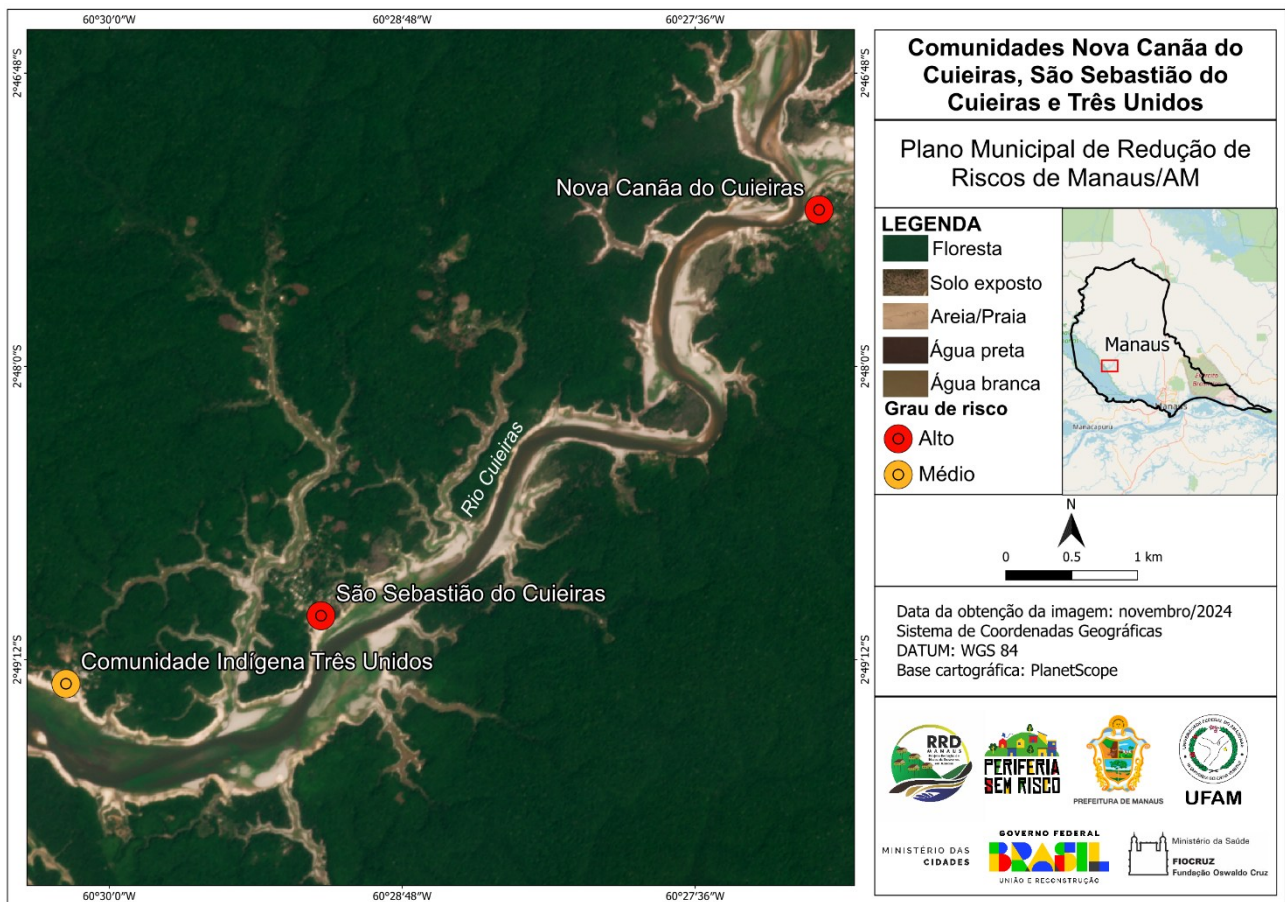 60°30′0″W
60°28′48″W
60°27′36″W
2°46′48″S
2°46′48″S
2°48′0″S
2°48′0″S
2°49′12″S
2°49′12″S
Nova Canãa do Cuieiras
Rio Cuieiras
São Sebastião do Cuieiras
Comunidade Indígena Três Unidos
60°30′0″W
60°28′48″W
60°27′36″W
Comunidades Nova Canãa do
Cuieiras, São Sebastião do
Cuieiras e Três Unidos
Plano Municipal de Redução de
Riscos de Manaus/AM
LEGENDA
Floresta
Solo exposto
Areia/Praia
Água preta
Água branca
Grau de risco
Alto
Médio
Manaus
Manaus
Manacapuru
N
0 0.5 1 km
Data da obtenção da imagem: novembro/2024
Sistema de Coordenadas Geográficas
DATUM: WGS 84
Base cartográfica: PlanetScope
RRD
MANAUS
PERIFERIA
SEM RISCO
PREFEITURA DE MANAUS
UFAM
MINISTÉRIO DAS
CIDADES
GOVERNO FEDERAL
BRASIL
UNIÃO E RECONSTRUÇÃO
Ministério da Saúde
FIOCRUZ
Fundação Oswaldo Cruz